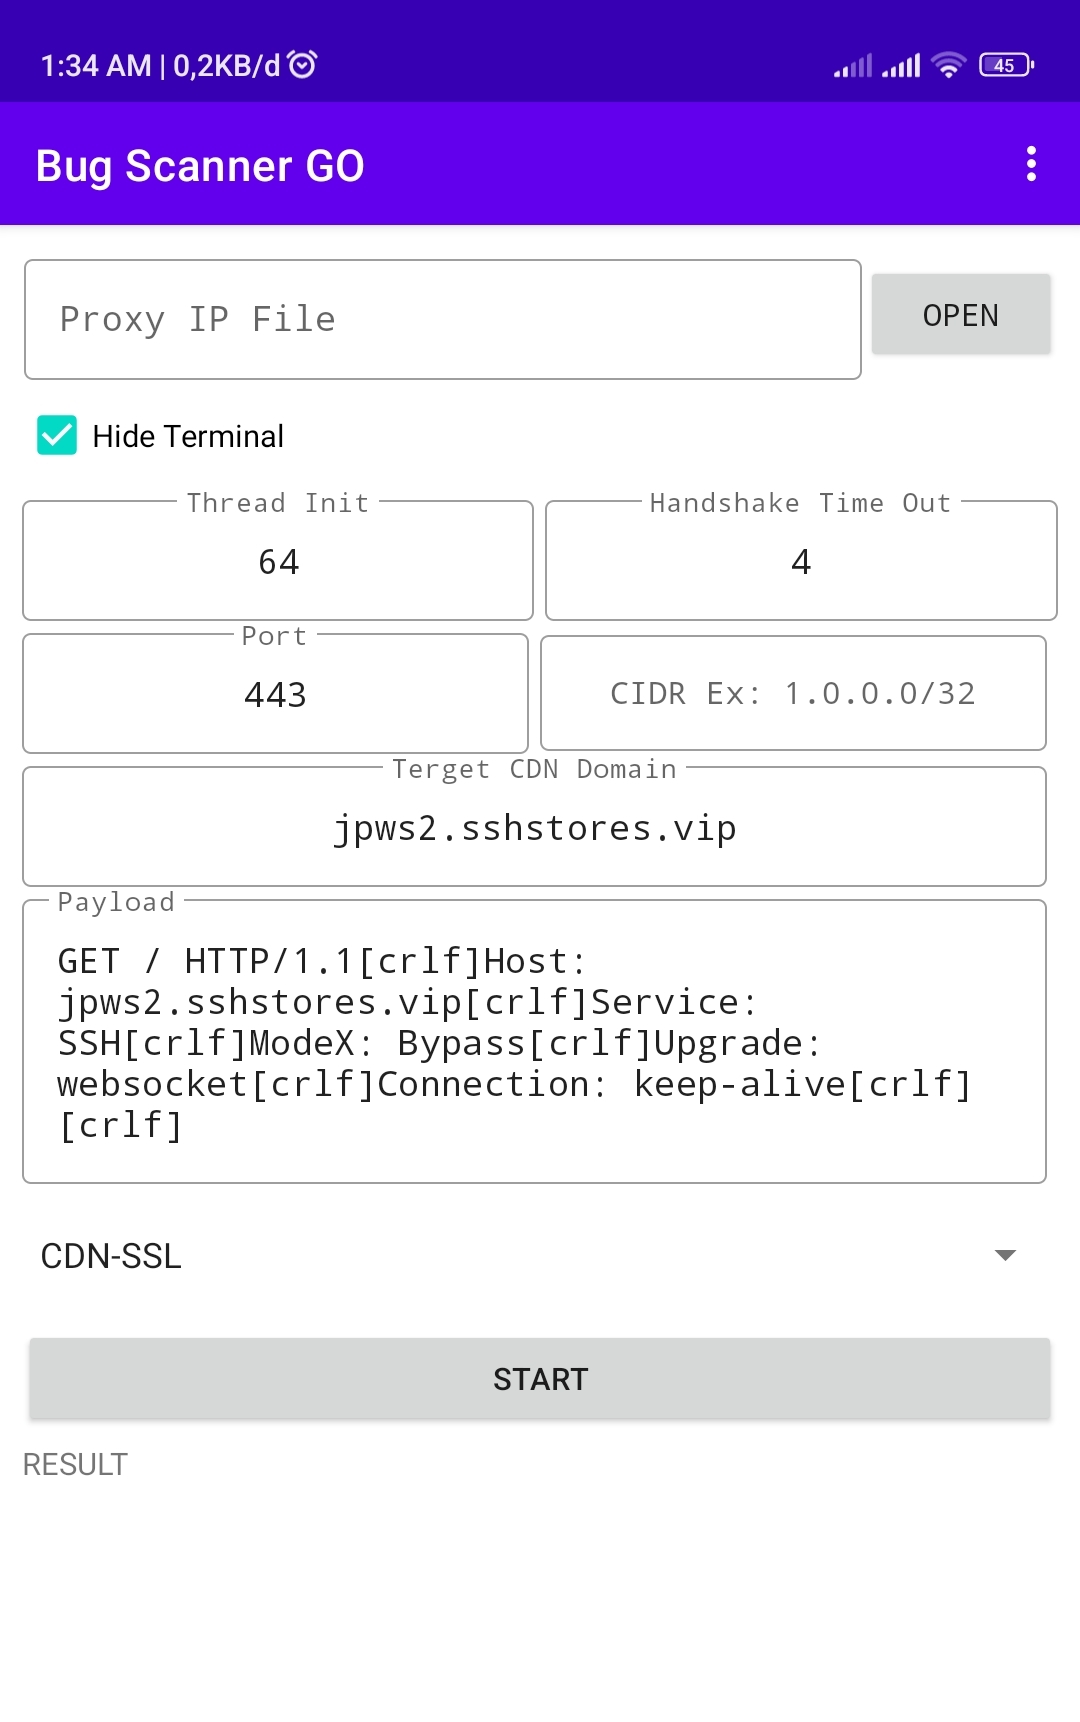 1:34 AM | 0,2KB/d
45
Bug Scanner GO
Proxy IP File
OPEN
Hide Terminal
Thread Init
Handshake Time Out
64
4
Port
443
CIDR Ex: 1.0.0.0/32
Terget CDN Domain
jpws2.sshstores.vip
Payload
GET / HTTP/1.1[crlf]Host:
jpws2.sshstores.vip[crlf]Service:
SSH[crlf]ModeX: Bypass[crlf]Upgrade:
websocket[crlf]Connection: keep-alive[crlf]
[crlf]
CDN-SSL
START
RESULT